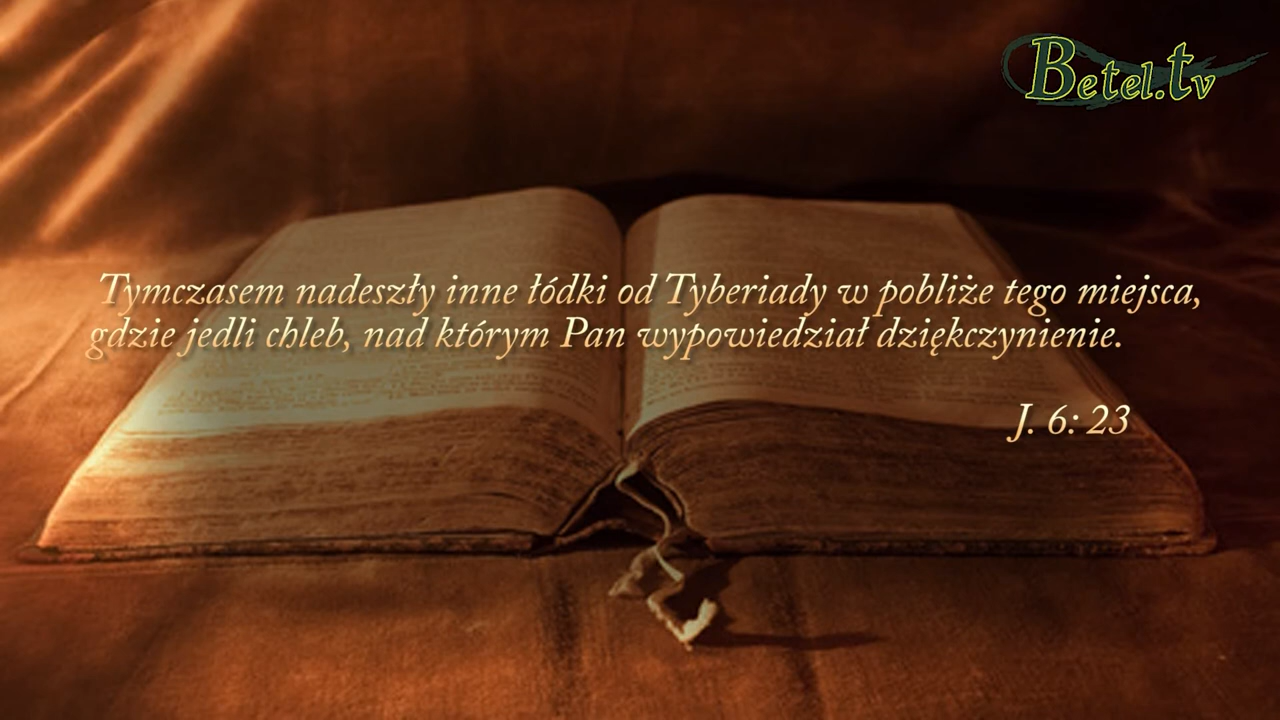 Betel.tv
Tymczasem nadeszły inne łódki od Tyberiady w pobliże tego miejsca,
gdzie jedli chleb, nad którym Pan wypowiedział dziękczynienie.
J. 6: 23